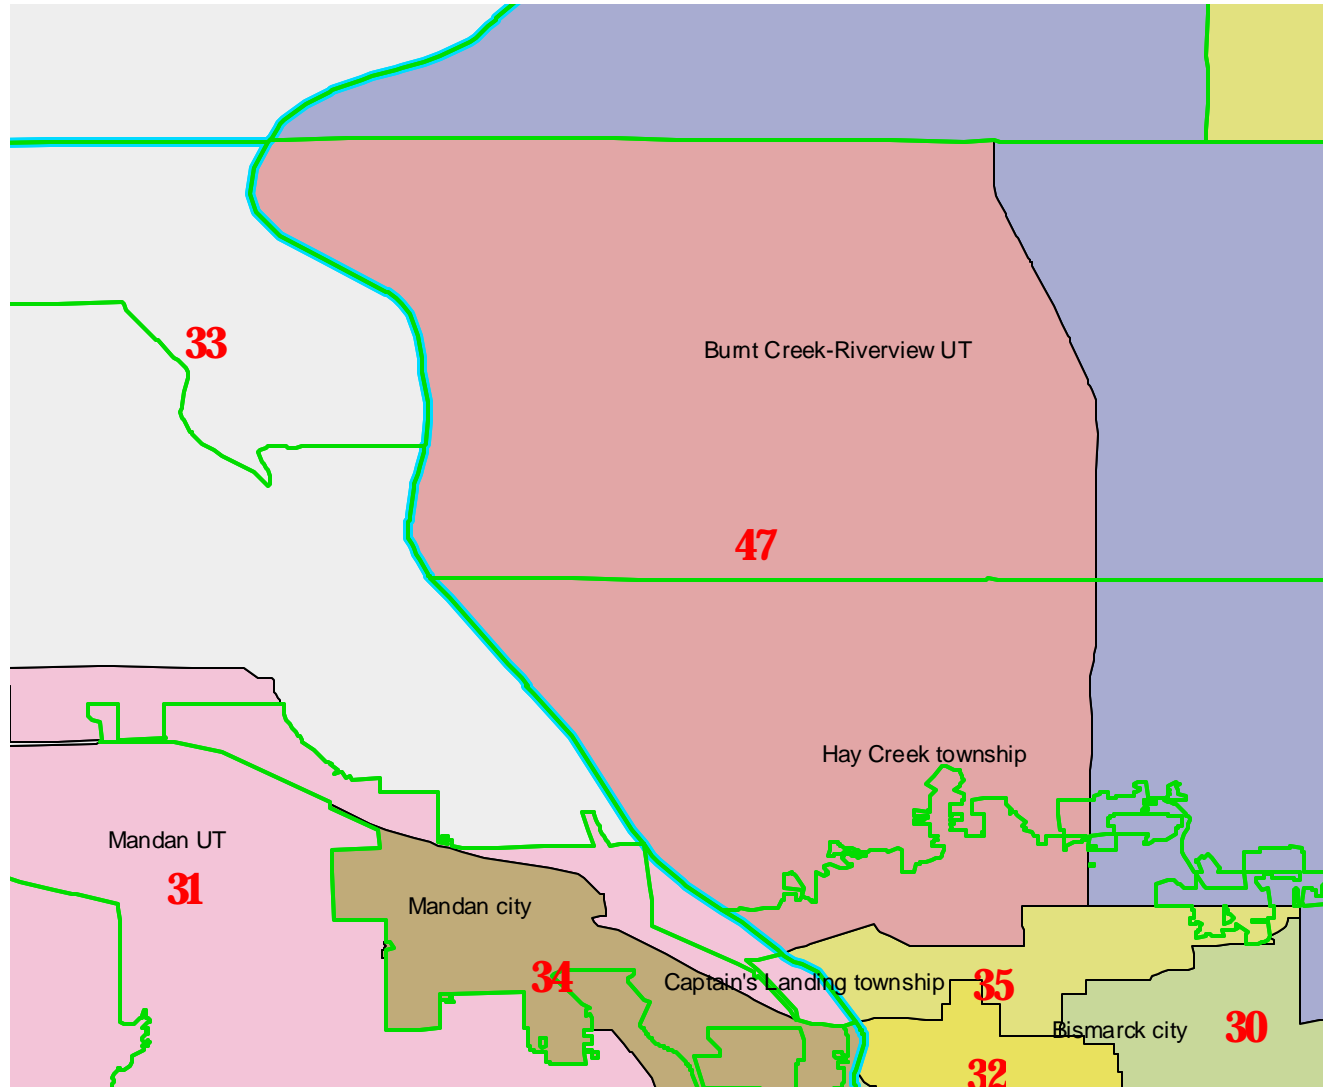 33
Burnt Creek-Riverview UT
47
Hay Creek township
Mandan UT
31
Mandan city
34
Captain's Landing township
35
Bismarck city
30
32